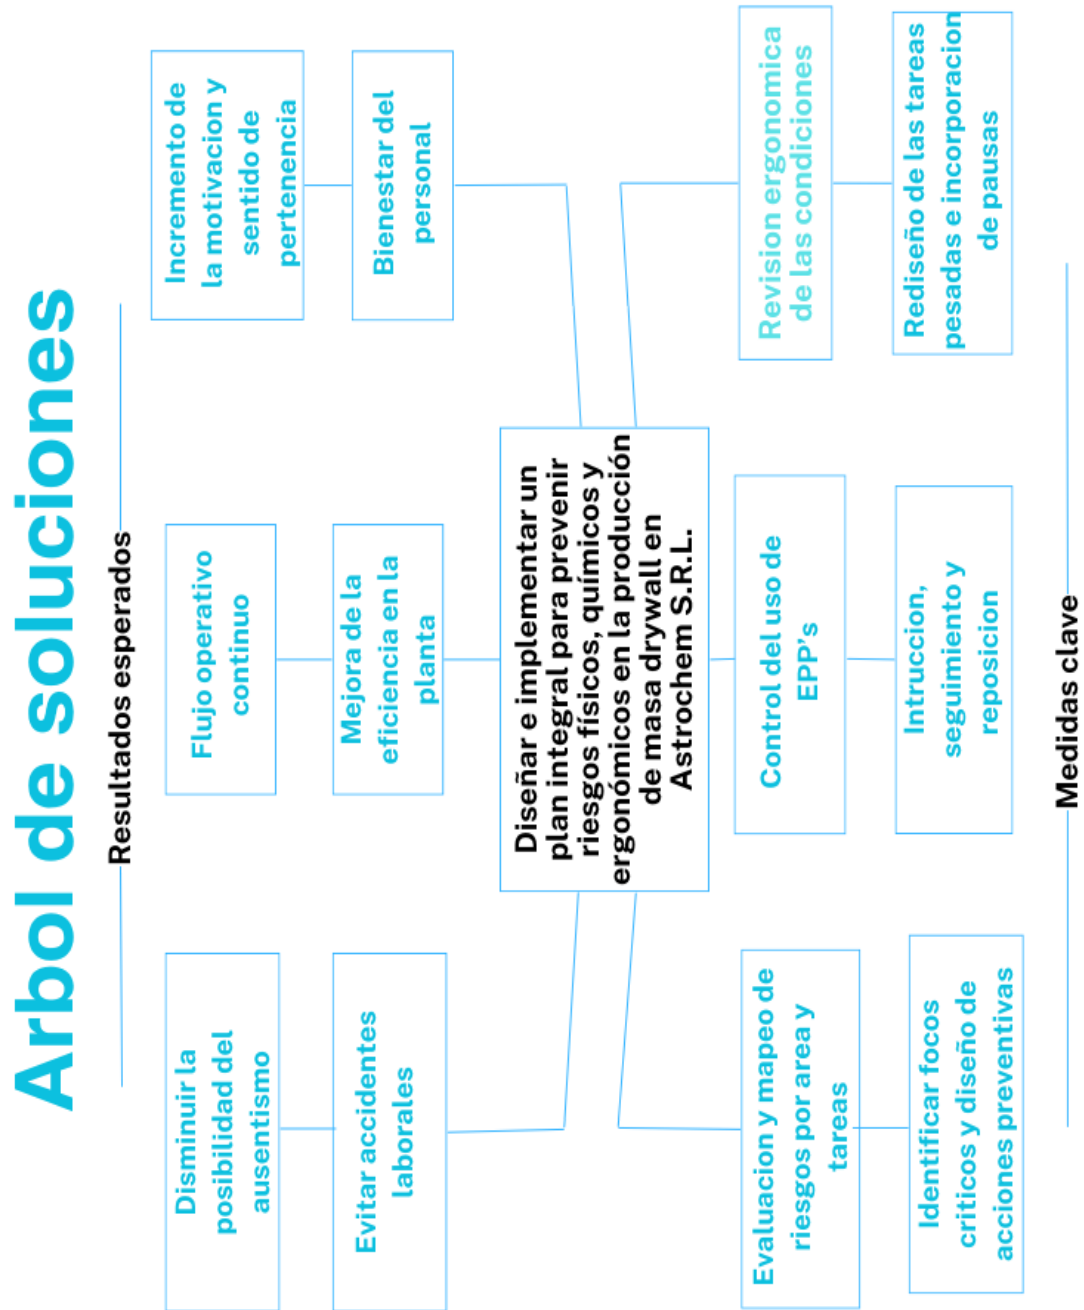 Arbol de soluciones
Resultados esperados
Disminuir la
posibilidad del
ausentismo
Flujo operativo
continuo
Incremento de
la motivacion y
sentido de
pertenencia
Evitar accidentes
laborales
Mejora de la
eficiencia en la
planta
Bienestar del
personal
Diseñar e implementar un
plan integral para prevenir
riesgos físicos, químicos y
ergonómicos en la producción
de masa drywall en
Astrochem S.R.L.
Evaluacion y mapeo de
riesgos por area y
tareas
Control del uso de
EPP's
Revision ergonomica
de las condiciones
Identificar focos
criticos y diseño de
acciones preventivas
Intruccion,
seguimiento y
reposicion
Rediseño de las tareas
pesadas e incorporacion
de pausas
Medidas clave